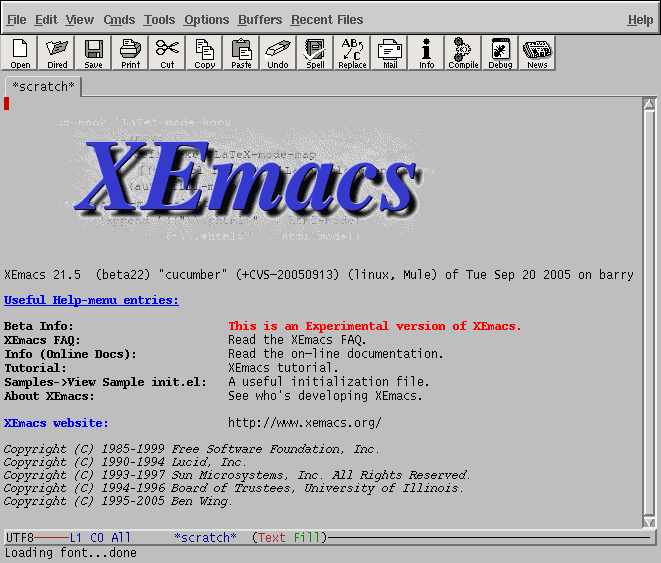 File Edit View Cmds Tools Options Buffers Recent Files Help
Open Dired Save Print Cut Copy Paste Undo Spell Replace Mail Info Compile Debug News
*scratch*
XEmacs
XEmacs 21.5 (beta22) "cucumber" (+CVS-20050913) (linux, Mule) of Tue Sep 20 2005 on barry
Useful Help-menu entries:
Beta Info: This is an Experimental version of XEmacs.
XEmacs FAQ: Read the XEmacs FAQ.
Info (Online Docs): Read the on-line documentation.
Tutorial: XEmacs tutorial.
Samples->View Sample init.el: A useful initialization file.
About XEmacs: See who's developing XEmacs.
XEmacs website: http://www.xemacs.org/
Copyright (C) 1985-1999 Free Software Foundation, Inc.
Copyright (C) 1990-1994 Lucid, Inc.
Copyright (C) 1993-1997 Sun Microsystems, Inc. All Rights Reserved.
Copyright (C) 1994-1996 Board of Trustees, University of Illinois.
Copyright (C) 1995-2005 Ben Wing.
UTF8-----L1 C0 All *scratch* (Text Fill)----
Loading font...done